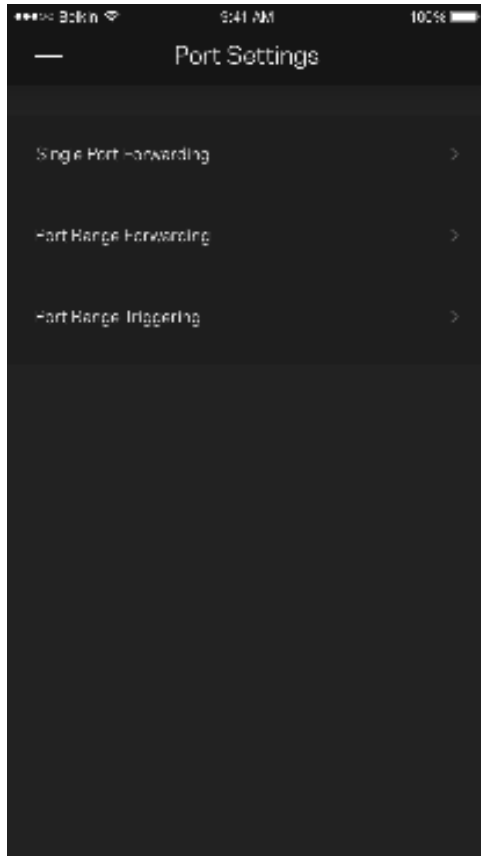 Belkin 9:41 AM 100%
Port Settings
Single Port Forwarding
Port Range Forwarding
Port Range Triggering